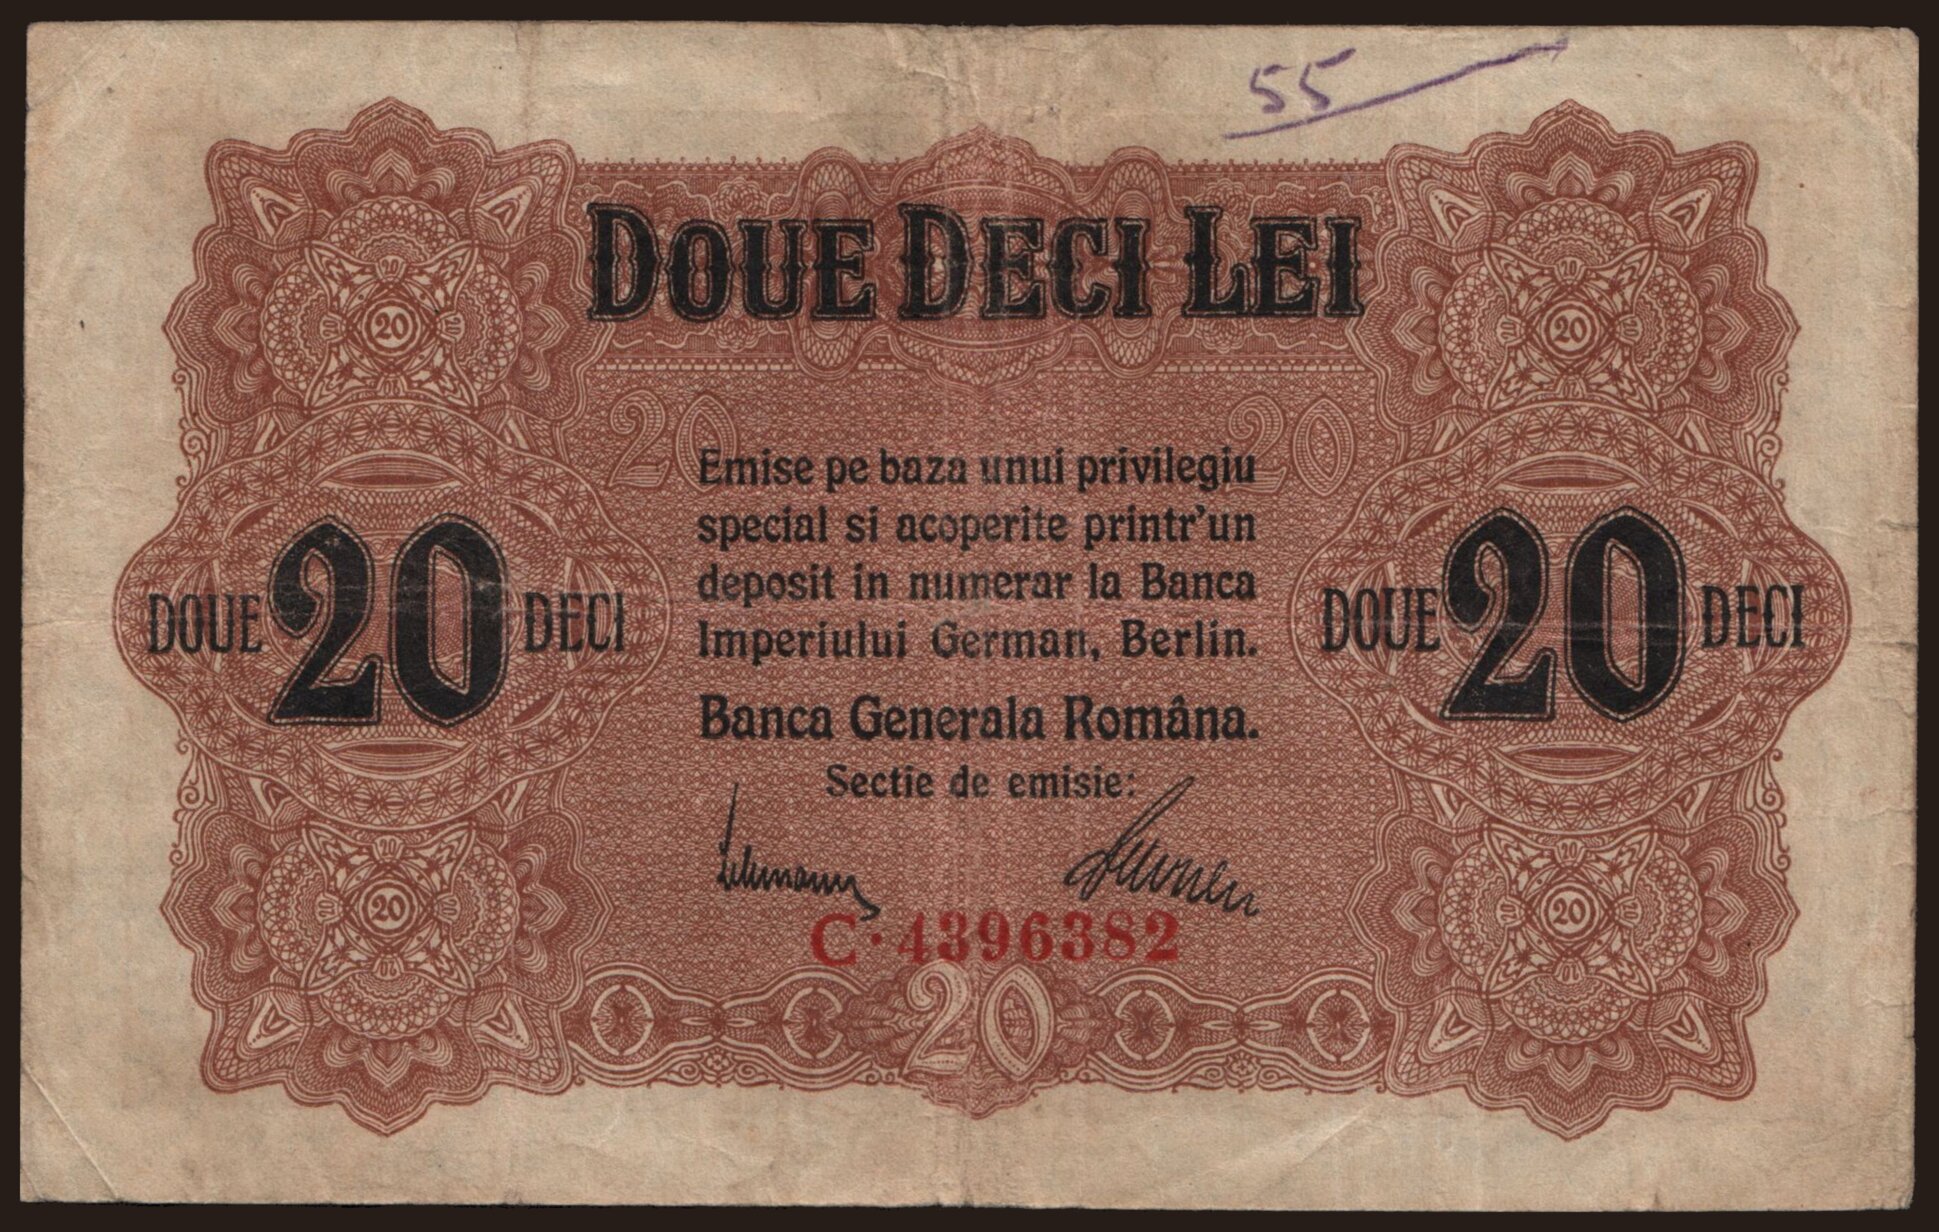 55
DOUE DECI LEI
20 20
20 20
Emise pe baza unui privilegiu
special si acoperite printr'un
deposit in numerar la Banca
Imperiului German, Berlin.
DOUE 20 DECI
DOUE 20 DECI
Banca Generala Româna.
Sectie de emisie:
C·4396382
20 20
20